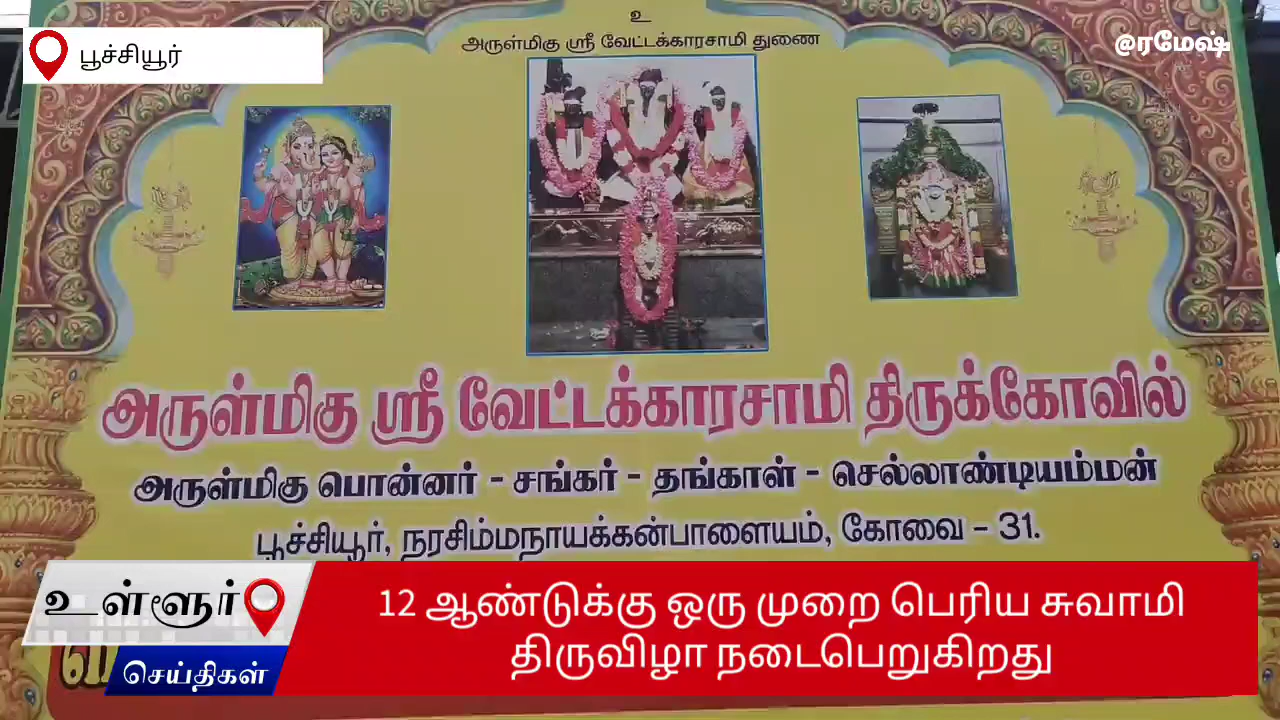 பூச்சியூர்
@ரமேஷ்
உ
அருள்மிகு ஸ்ரீ வேட்டக்காரசாமி துணை
அருள்மிகு ஸ்ரீ வேட்டக்காரசாமி திருக்கோவில்
அருள்மிகு பொன்னர் - சங்கர் - தங்காள் - செல்லாண்டியம்மன்
பூச்சியூர், நரசிம்மநாயக்கன்பாளையம், கோவை - 31.
உள்ளூர்
செய்திகள்
12 ஆண்டுக்கு ஒரு முறை பெரிய சுவாமி
திருவிழா நடைபெறுகிறது